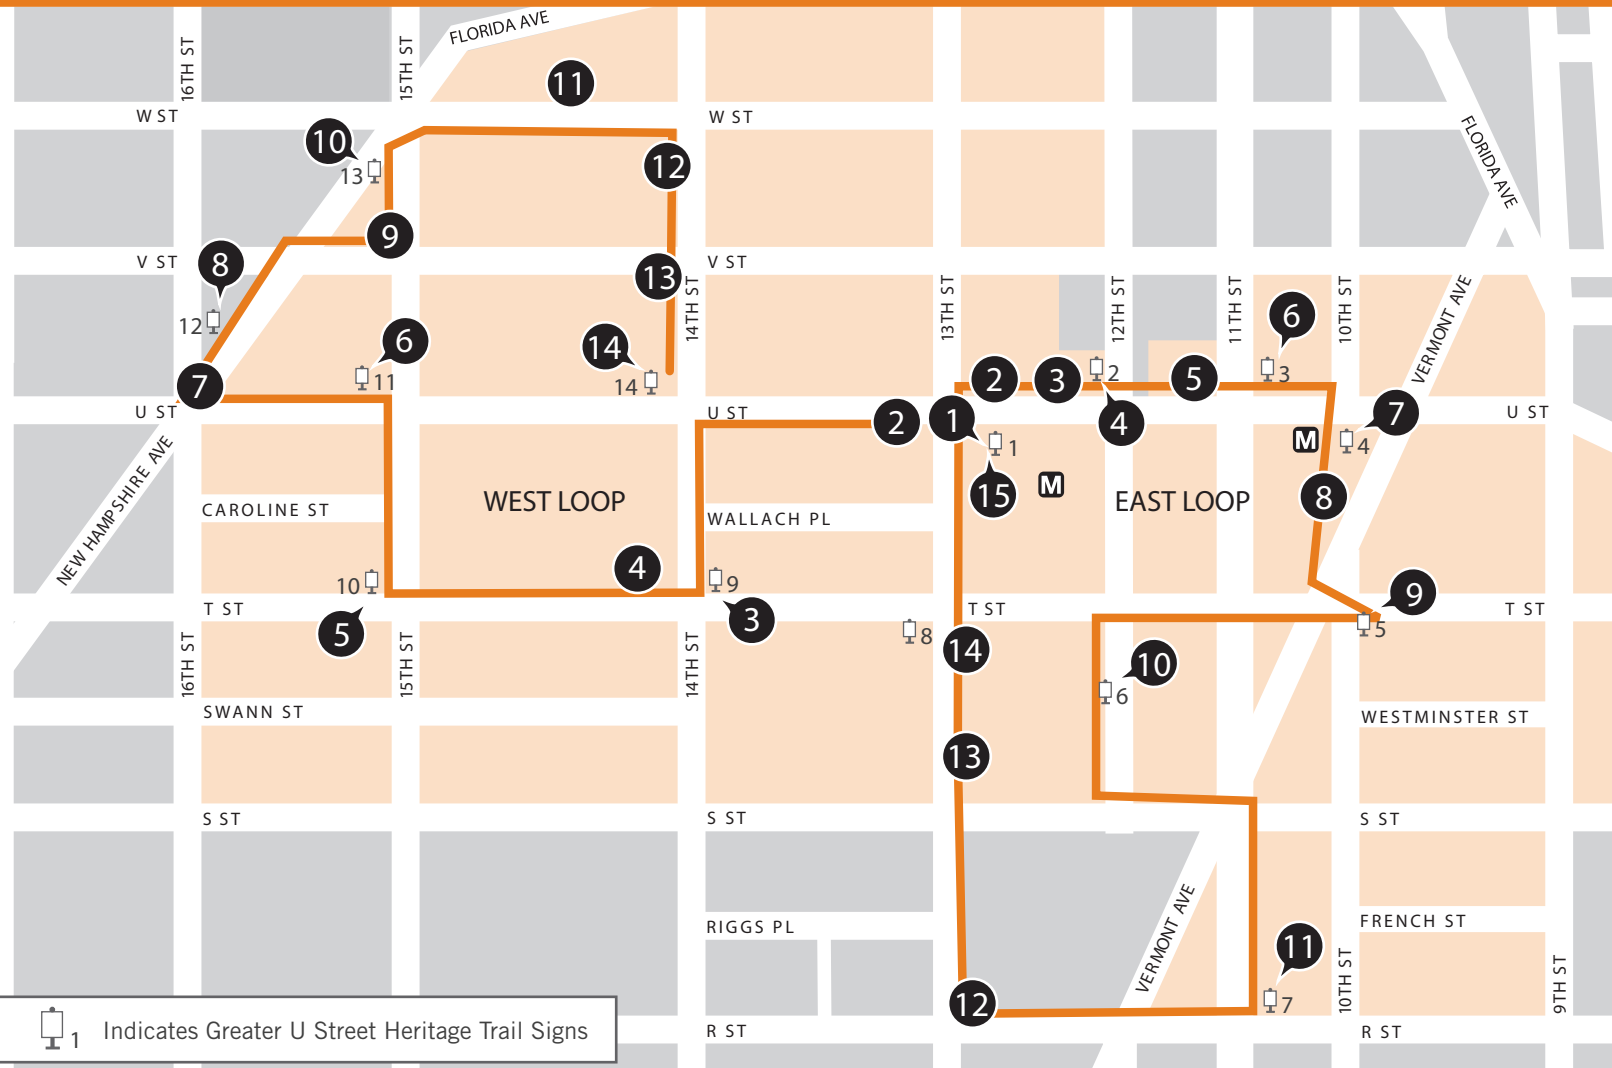 FLORIDA AVE
16TH ST
15TH ST
11
W ST
W ST
10
13
12
FLORIDA AVE
9
V ST
8
V ST
13
14TH ST
13TH ST
12TH ST
11TH ST
10TH ST
VERMONT AVE
12
6
11
14
14
6
3
2
3
2
5
7
U ST
U ST
2
1
4
7
U ST
1
M
4
NEW HAMPSHIRE AVE
CAROLINE ST
WEST LOOP
WALLACH PL
15
M
EAST LOOP
8
10
4
9
9
T ST
5
3
8
T ST
5
T ST
16TH ST
15TH ST
14TH ST
14
10
6
SWANN ST
WESTMINSTER ST
13
S ST
S ST
S ST
RIGGS PL
VERMONT AVE
FRENCH ST
11
10TH ST
9TH ST
12
7
1 Indicates Greater U Street Heritage Trail Signs
R ST
R ST